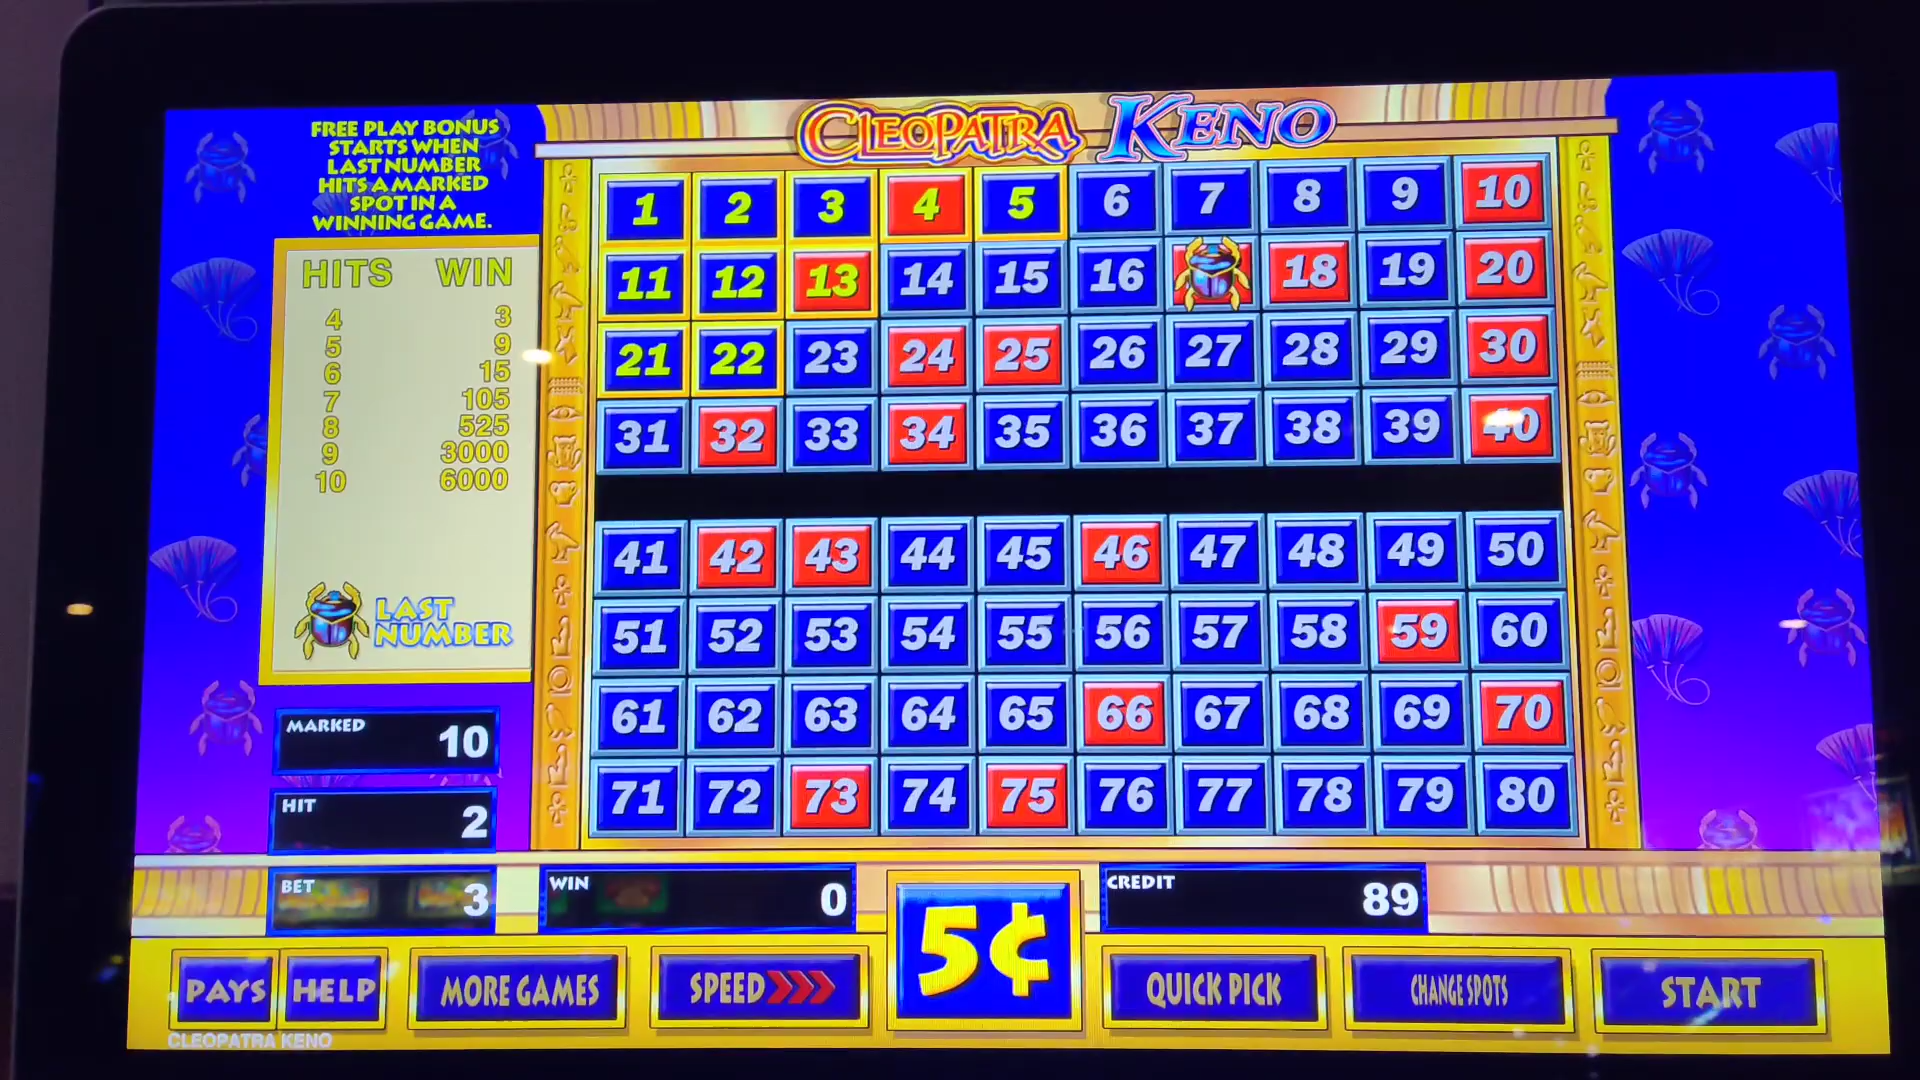 CLEOPATRA KENO
FREE PLAY BONUS
STARTS WHEN
LAST NUMBER
HITS A MARKED
SPOT IN A
WINNING GAME.
HITS WIN
4 3
5 9
6 15
7 105
8 525
9 3000
10 6000
LAST
NUMBER
1 2 3 4 5 6 7 8 9 10
11 12 13 14 15 16 18 19 20
21 22 23 24 25 26 27 28 29 30
31 32 33 34 35 36 37 38 39 40
41 42 43 44 45 46 47 48 49 50
51 52 53 54 55 56 57 58 59 60
61 62 63 64 65 66 67 68 69 70
71 72 73 74 75 76 77 78 79 80
MARKED 10
HIT 2
BET 3 WIN 0 5¢ CREDIT 89
PAYS HELP MORE GAMES SPEED QUICK PICK CHANGE SPOTS START
CLEOPATRA KENO